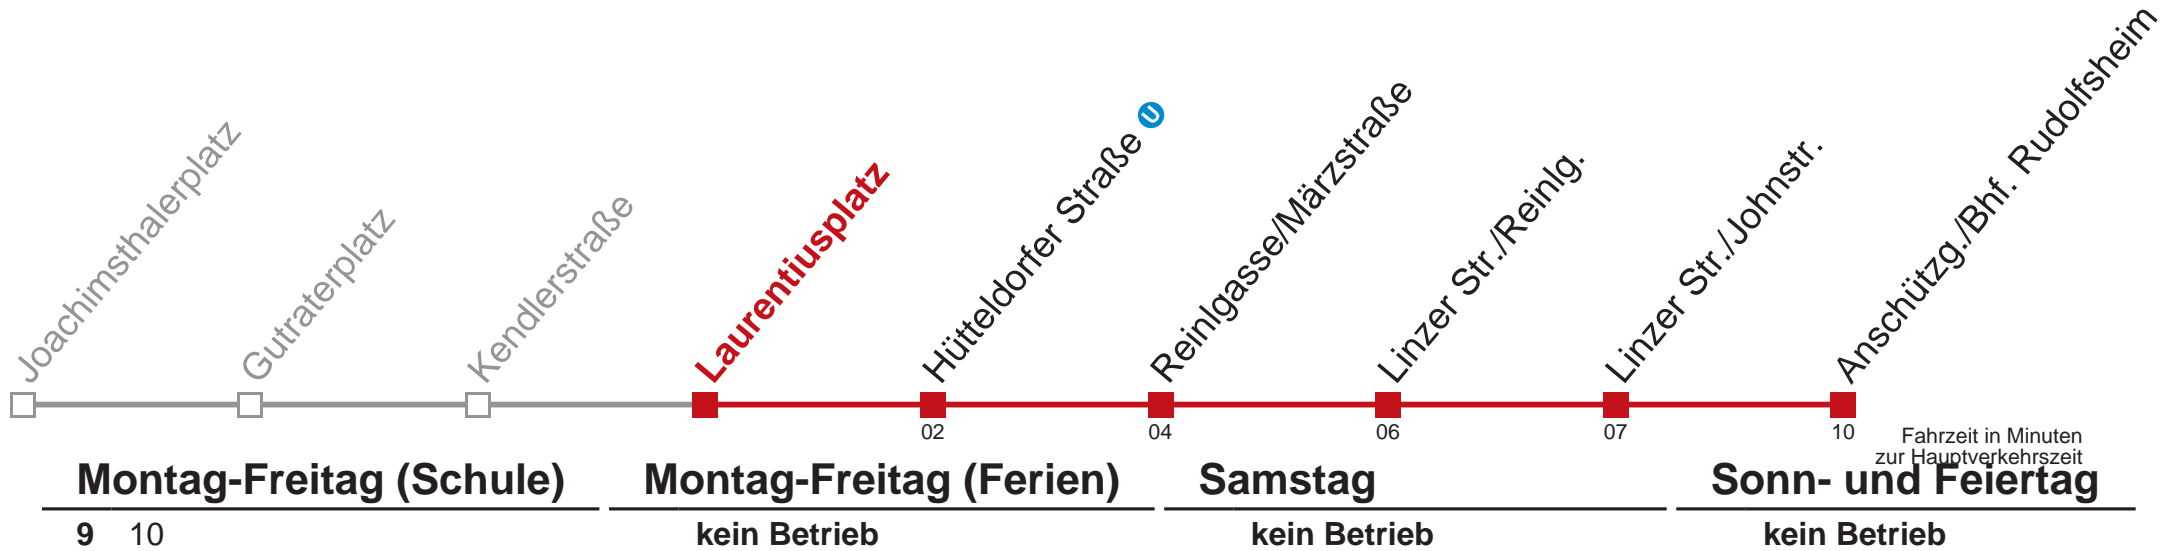 Joachimsthalerplatz
Gutraterplatz
Kendlerstraße
Laurentiusplatz
Hütteldorfer Straße U
Reinlgasse/Märzstraße
Linzer Str./Reinlg.
Linzer Str./Johnstr.
Anschützg./Bhf. Rudolfsheim
02 04 06 07 10
Fahrzeit in Minuten
zur Hauptverkehrszeit
Montag-Freitag (Schule) Montag-Freitag (Ferien) Samstag Sonn- und Feiertag
9 10 kein Betrieb kein Betrieb kein Betrieb